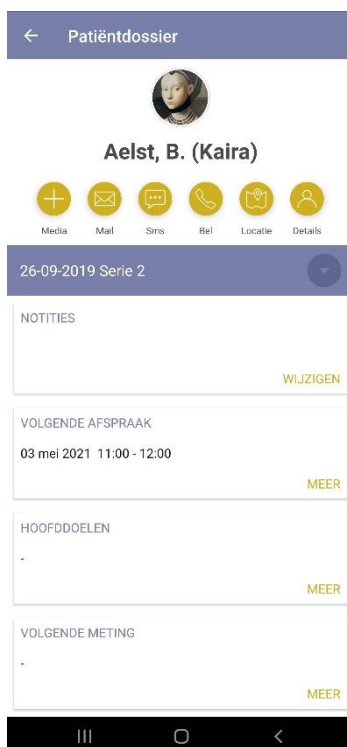 Patiëntdossier
Aelst, B. (Kaira)
Media Mail Sms Bel Locatie Details
26-09-2019 Serie 2
NOTITIES
WIJZIGEN
VOLGENDE AFSPRAAK
03 mei 2021 11:00 - 12:00
MEER
HOOFDDOELEN
-
MEER
VOLGENDE METING
-
MEER